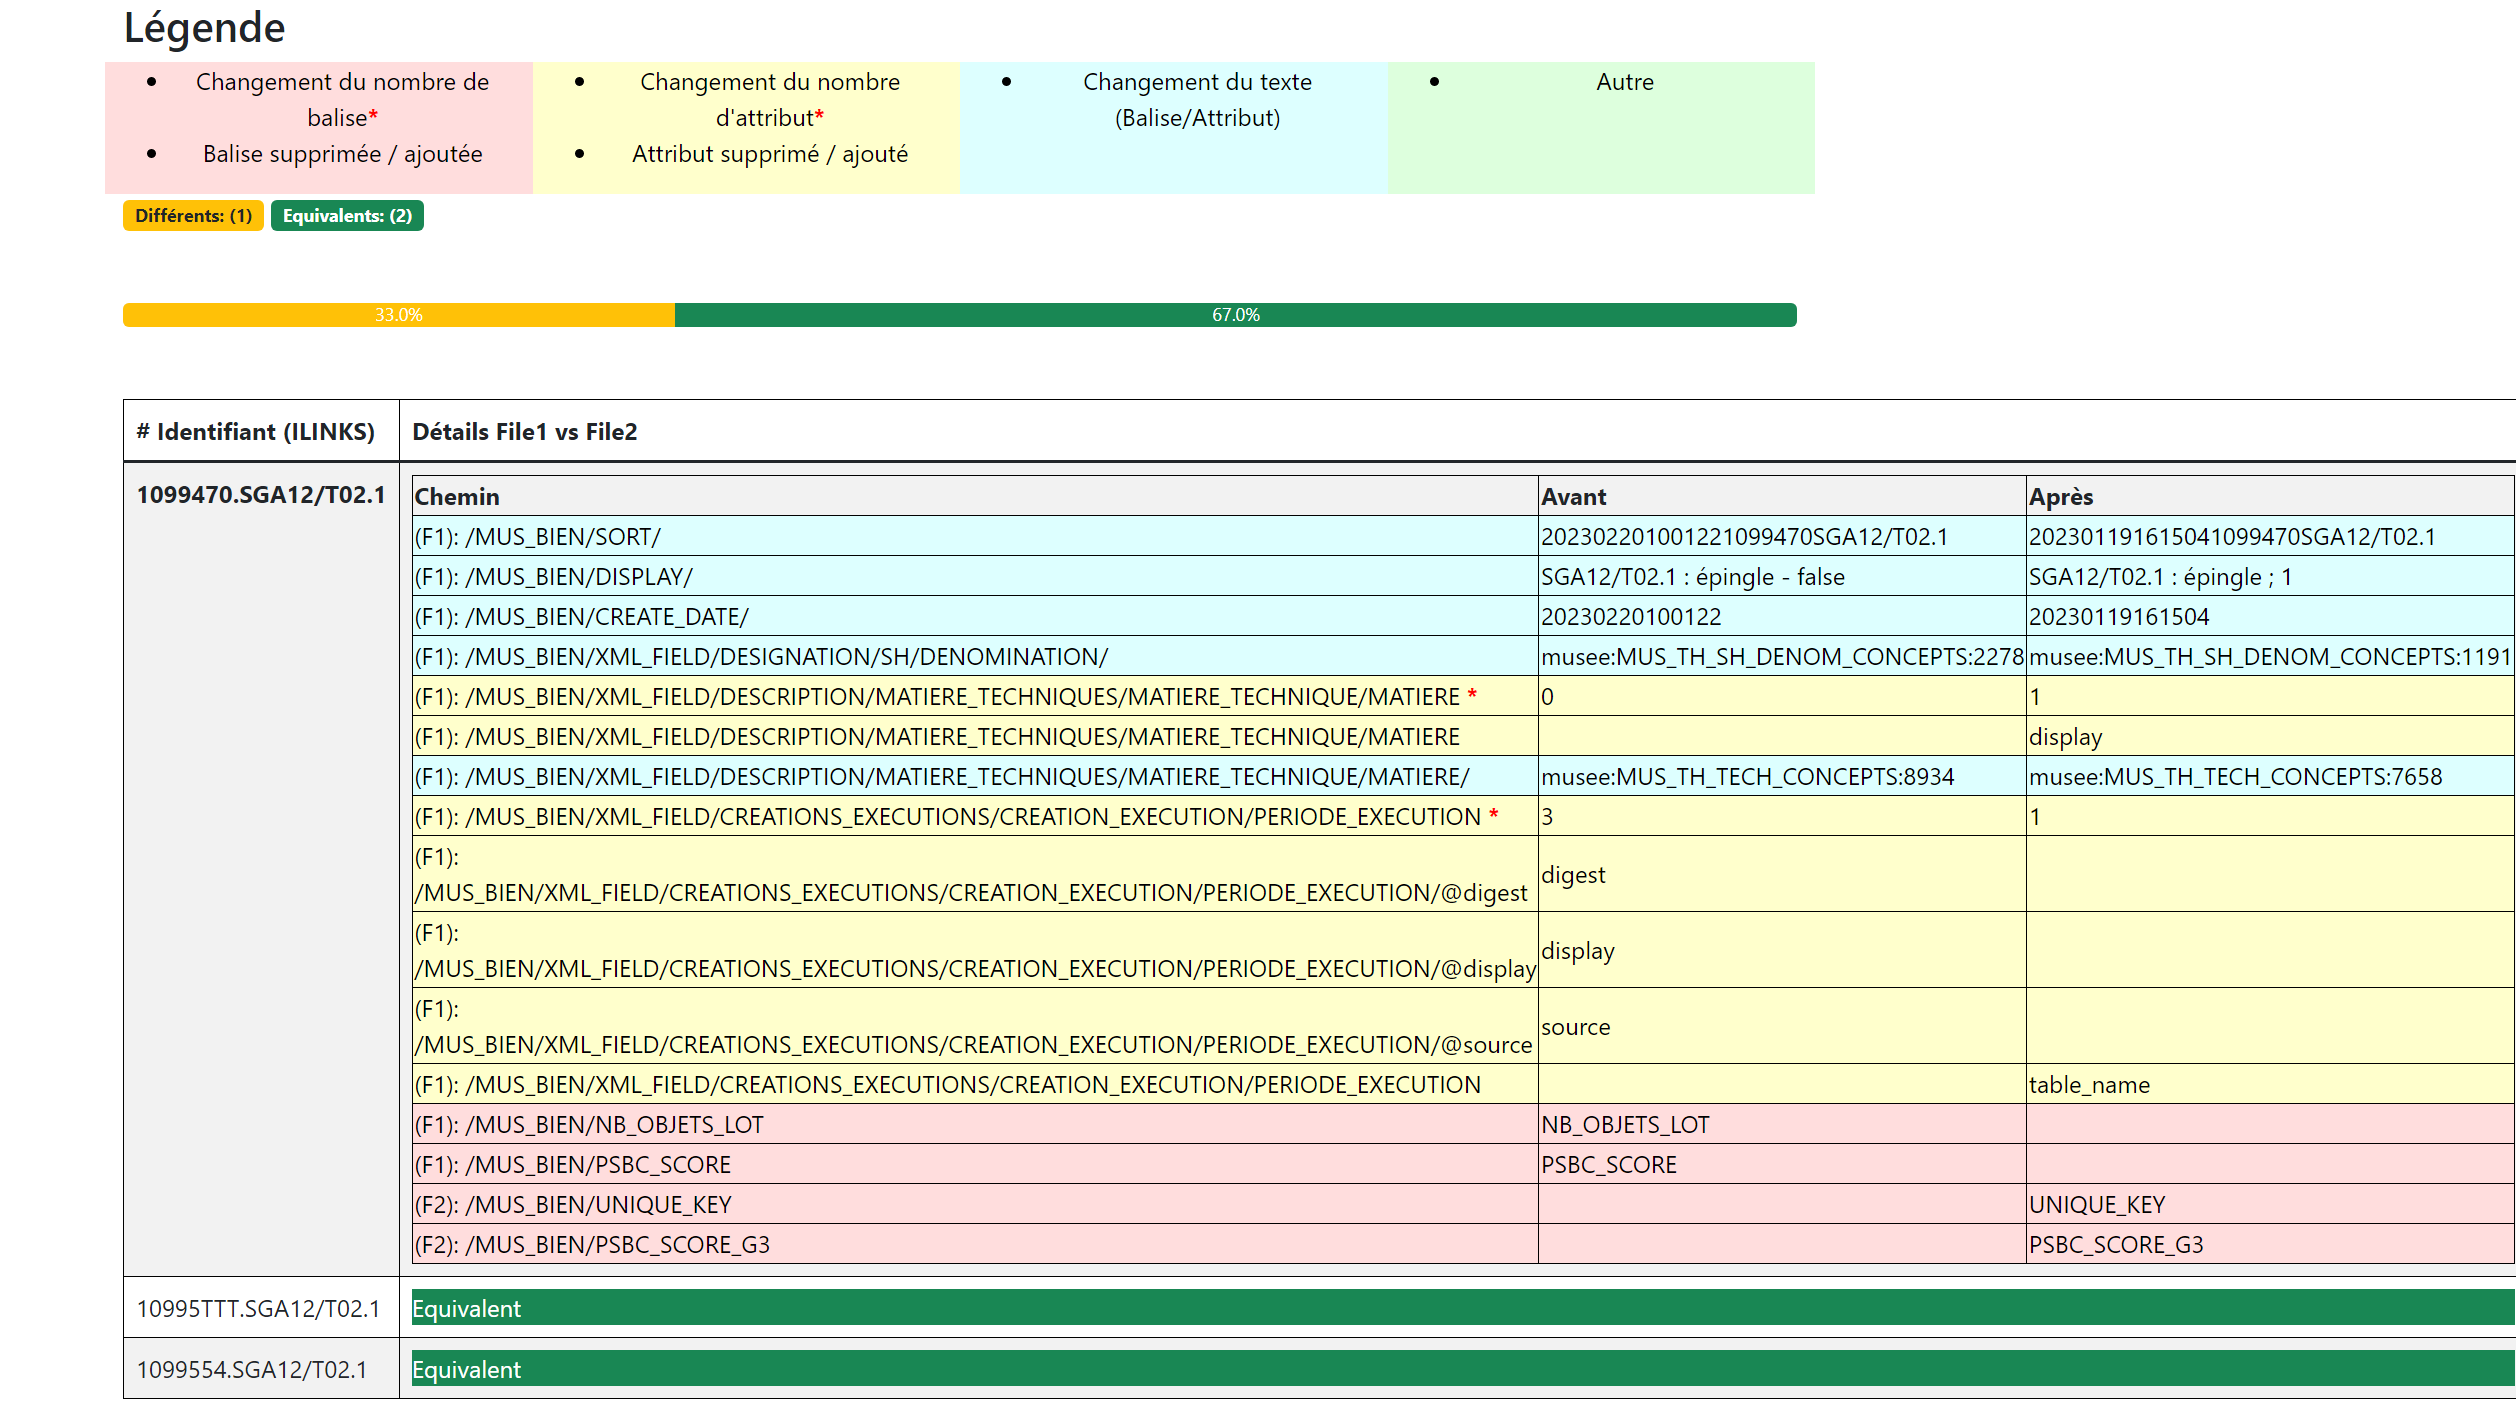 Légende
Changement du nombre de
balise*
Balise supprimée / ajoutée
Changement du nombre
d'attribut*
Attribut supprimé / ajouté
Changement du texte
(Balise/Attribut)
Autre
Différents: (1) Equivalents: (2)
33.0% 67.0%
# Identifiant (ILINKS) Détails File1 vs File2
1099470.SGA12/T02.1 Chemin Avant Après
(F1): /MUS_BIEN/SORT/ 202302201001221099470SGA12/T02.1 202301191615041099470SGA12/T02.1
(F1): /MUS_BIEN/DISPLAY/ SGA12/T02.1 : épingle - false SGA12/T02.1 : épingle ; 1
(F1): /MUS_BIEN/CREATE_DATE/ 20230220100122 20230119161504
(F1): /MUS_BIEN/XML_FIELD/DESIGNATION/SH/DENOMINATION/ musee:MUS_TH_SH_DENOM_CONCEPTS:2278 musee:MUS_TH_SH_DENOM_CONCEPTS:1191
(F1): /MUS_BIEN/XML_FIELD/DESCRIPTION/MATIERE_TECHNIQUES/MATIERE_TECHNIQUE/MATIERE * 0 1
(F1): /MUS_BIEN/XML_FIELD/DESCRIPTION/MATIERE_TECHNIQUES/MATIERE_TECHNIQUE/MATIERE display
(F1): /MUS_BIEN/XML_FIELD/DESCRIPTION/MATIERE_TECHNIQUES/MATIERE_TECHNIQUE/MATIERE/ musee:MUS_TH_TECH_CONCEPTS:8934 musee:MUS_TH_TECH_CONCEPTS:7658
(F1): /MUS_BIEN/XML_FIELD/CREATIONS_EXECUTIONS/CREATION_EXECUTION/PERIODE_EXECUTION * 3 1
(F1):
/MUS_BIEN/XML_FIELD/CREATIONS_EXECUTIONS/CREATION_EXECUTION/PERIODE_EXECUTION/@digest digest
(F1):
/MUS_BIEN/XML_FIELD/CREATIONS_EXECUTIONS/CREATION_EXECUTION/PERIODE_EXECUTION/@display display
(F1):
/MUS_BIEN/XML_FIELD/CREATIONS_EXECUTIONS/CREATION_EXECUTION/PERIODE_EXECUTION/@source source
(F1): /MUS_BIEN/XML_FIELD/CREATIONS_EXECUTIONS/CREATION_EXECUTION/PERIODE_EXECUTION table_name
(F1): /MUS_BIEN/NB_OBJETS_LOT NB_OBJETS_LOT
(F1): /MUS_BIEN/PSBC_SCORE PSBC_SCORE
(F2): /MUS_BIEN/UNIQUE_KEY UNIQUE_KEY
(F2): /MUS_BIEN/PSBC_SCORE_G3 PSBC_SCORE_G3
10995TTT.SGA12/T02.1 Equivalent
1099554.SGA12/T02.1 Equivalent